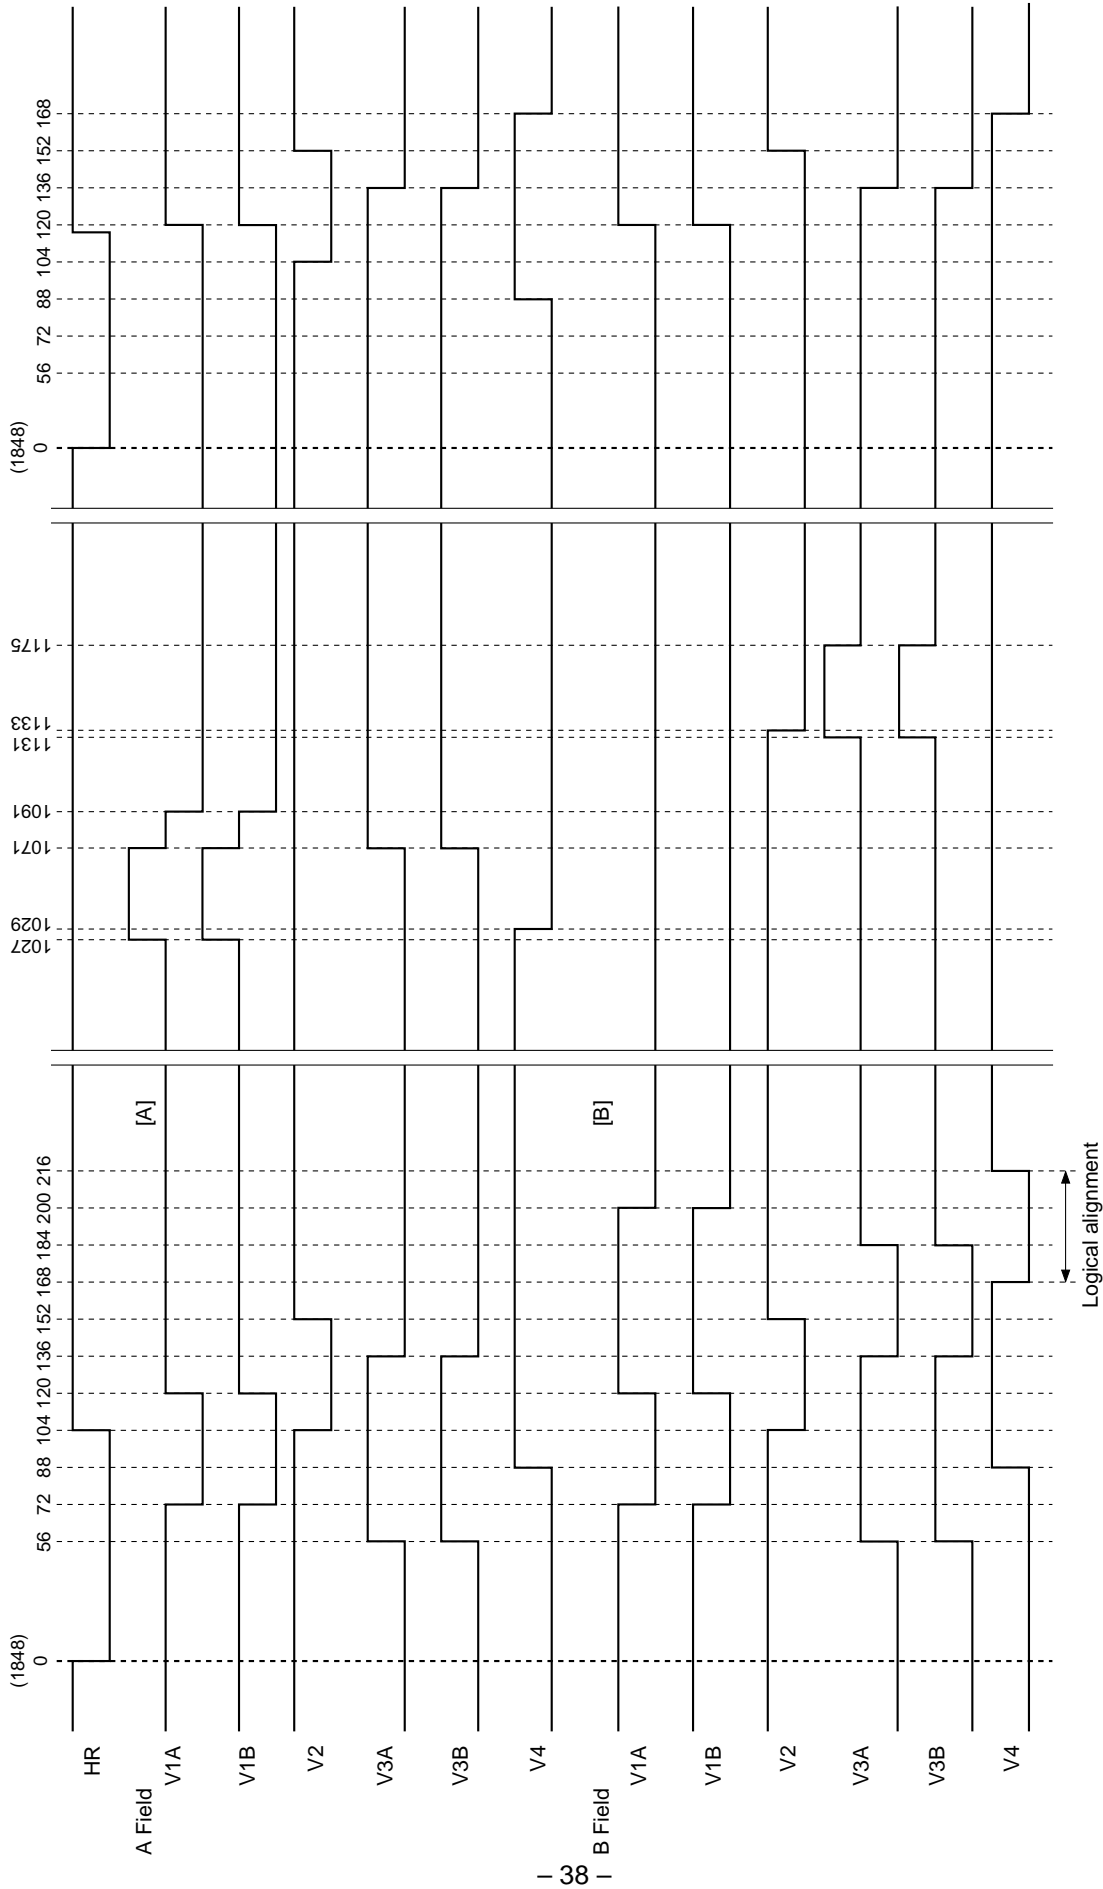 (1848)
0
56
72
88
104
120
136
152
168
184
200
216
1027
1029
1071
1091
1131
1133
1175
(1848)
0
56
72
88
104
120
136
152
168
HR
A Field
[A]
V1A
V1B
V2
V3A
V3B
V4
B Field
[B]
V1A
V1B
V2
V3A
V3B
V4
Logical alignment
– 38 –